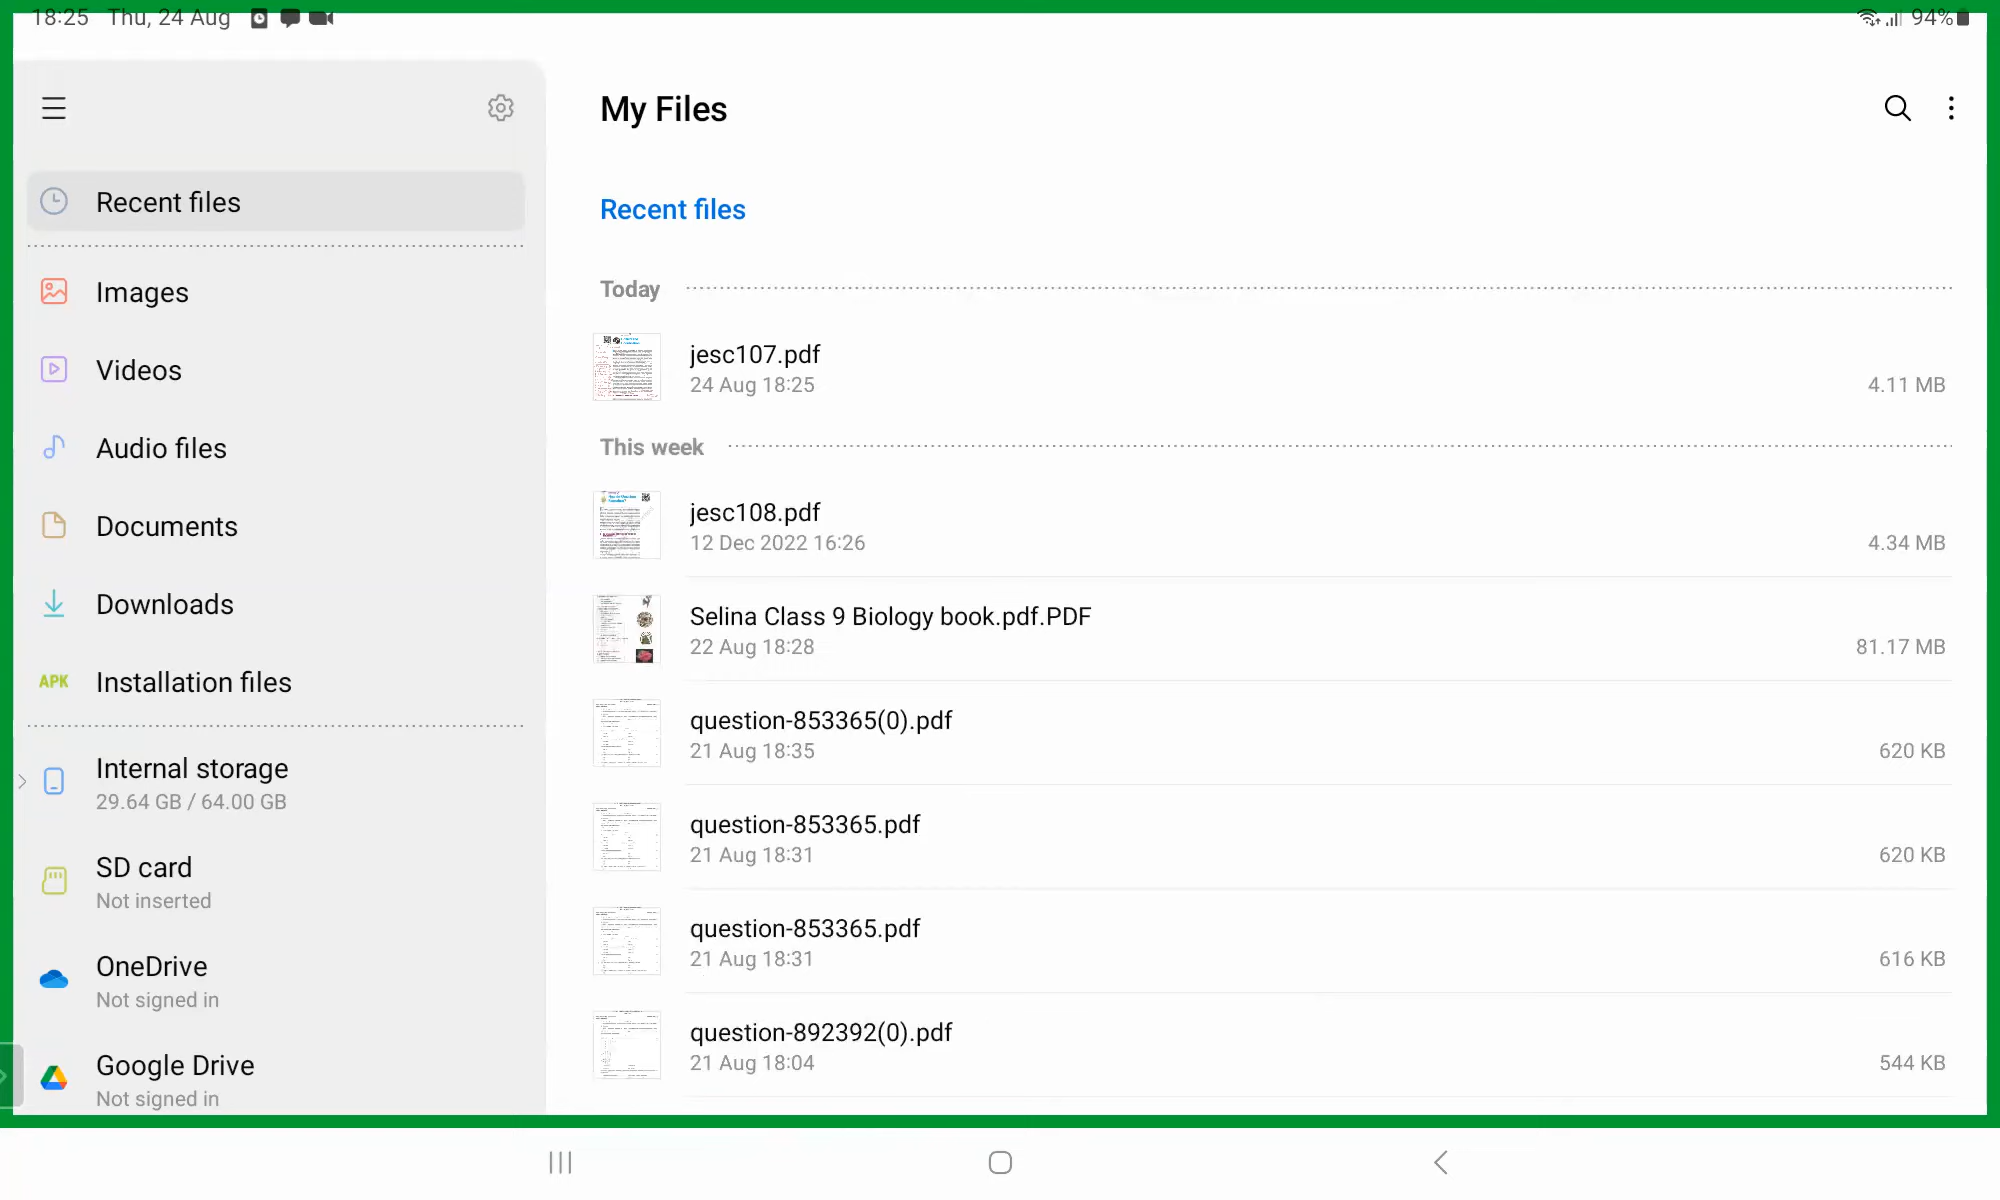 18:25 Thu, 24 Aug
94%
My Files
Recent files
Images
Videos
Audio files
Documents
Downloads
APK Installation files
Internal storage
29.64 GB / 64.00 GB
SD card
Not inserted
OneDrive
Not signed in
Google Drive
Not signed in
Recent files
Today
jesc107.pdf
24 Aug 18:25
4.11 MB
This week
jesc108.pdf
12 Dec 2022 16:26
4.34 MB
Selina Class 9 Biology book.pdf.PDF
22 Aug 18:28
81.17 MB
question-853365(0).pdf
21 Aug 18:35
620 KB
question-853365.pdf
21 Aug 18:31
620 KB
question-853365.pdf
21 Aug 18:31
616 KB
question-892392(0).pdf
21 Aug 18:04
544 KB